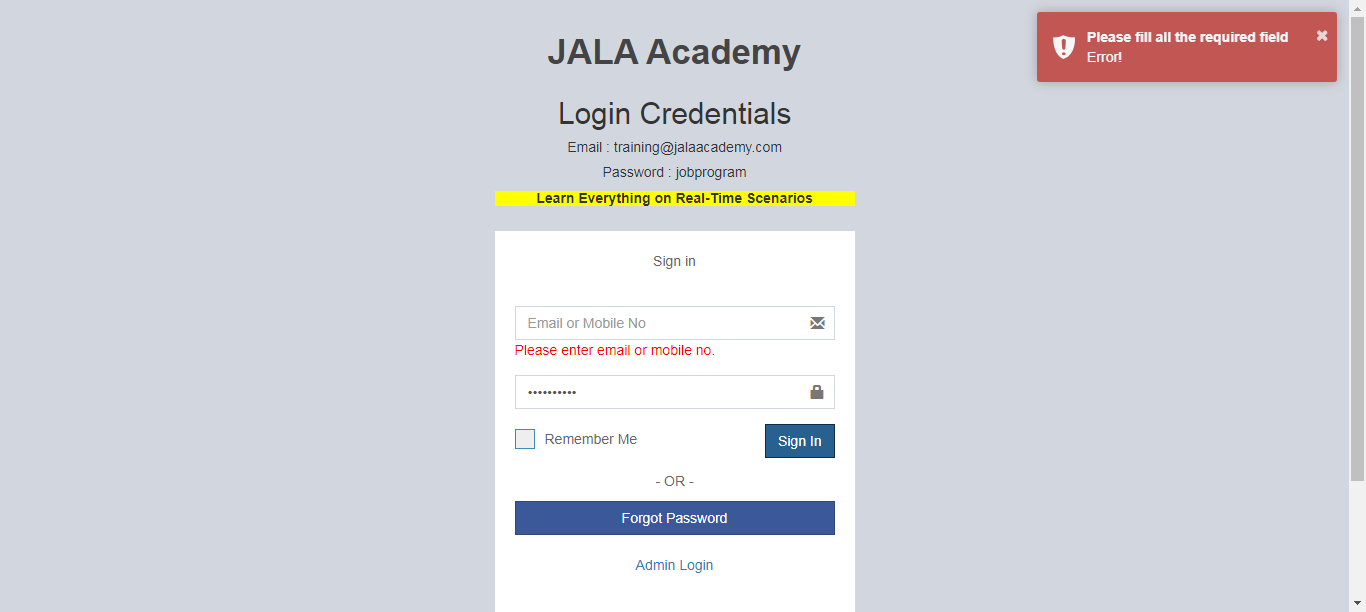 JALA Academy
Please fill all the required field
Error!
Login Credentials
Email : training@jalaacademy.com
Password : jobprogram
Learn Everything on Real-Time Scenarios
Sign in
Email or Mobile No
Please enter email or mobile no.
••••••••••
Remember Me
Sign In
- OR -
Forgot Password
Admin Login